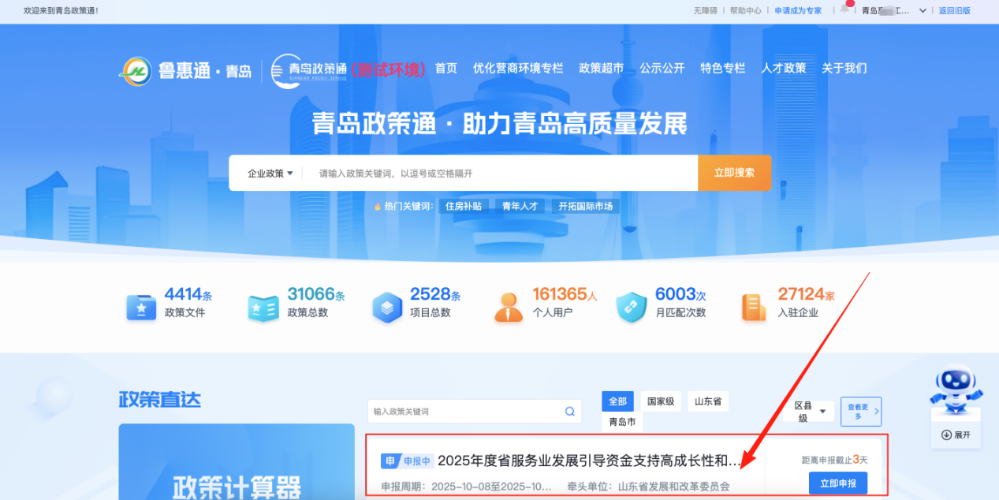 欢迎来到青岛政策通！
无障碍 | 帮助中心 | 申请成为专家 | 青岛 工... | 返回旧版
鲁惠通·青岛 青岛政策通 (测试环境) 首页 优化营商环境专栏 政策超市 公示公开 特色专栏 人才政策 关于我们
QINGDAO POLICY SERVICE
青岛政策通·助力青岛高质量发展
企业政策 请输入政策关键词，以逗号或空格隔开 立即搜索
热门关键词： 住房补贴 青年人才 开拓国际市场
4414条 31066条 2528条 161365人 6003次 27124家
政策文件 政策总数 项目总数 个人用户 月匹配次数 入驻企业
政策直达
输入政策关键词
全部 国家级 山东省
青岛市
区县
级
查看更
多
展开
政策计算器
申 申报中 2025年度省服务业发展引导资金支持高成长性和...
距离申报截止3天
申报周期：2025-10-08至2025-10... 牵头单位：山东省发展和改革委员会
立即申报